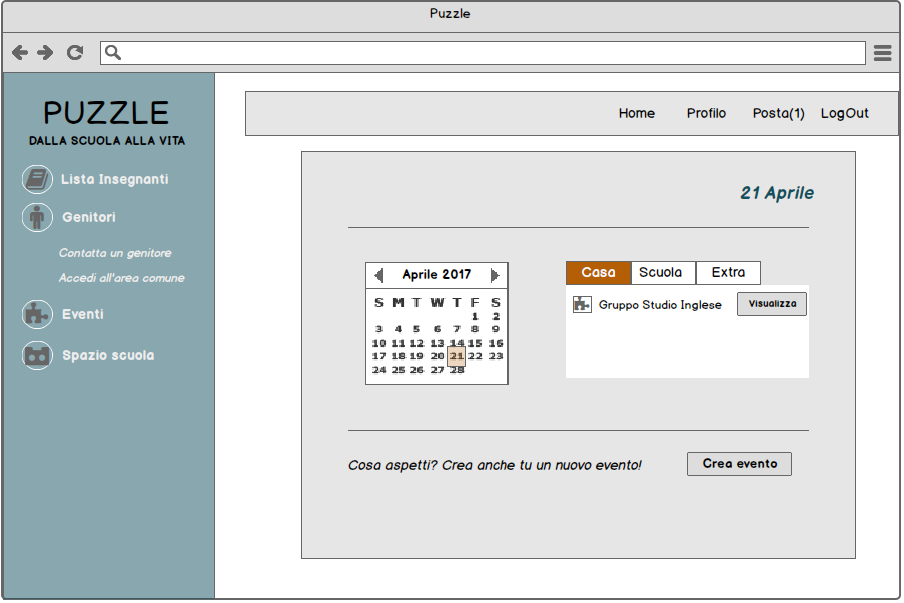 Puzzle
PUZZLE
DALLA SCUOLA ALLA VITA
Lista Insegnanti
Genitori
Contatta un genitore
Accedi all'area comune
Eventi
Spazio scuola
Home Profilo Posta(1) LogOut
21 Aprile
Aprile 2017
S M T W T F S
1 2
3 4 5 6 7 8 9
10 11 12 13 14 15 16
17 18 19 20 21 22 23
24 25 26 27 28
Casa Scuola Extra
Gruppo Studio Inglese Visualizza
Cosa aspetti? Crea anche tu un nuovo evento! Crea evento